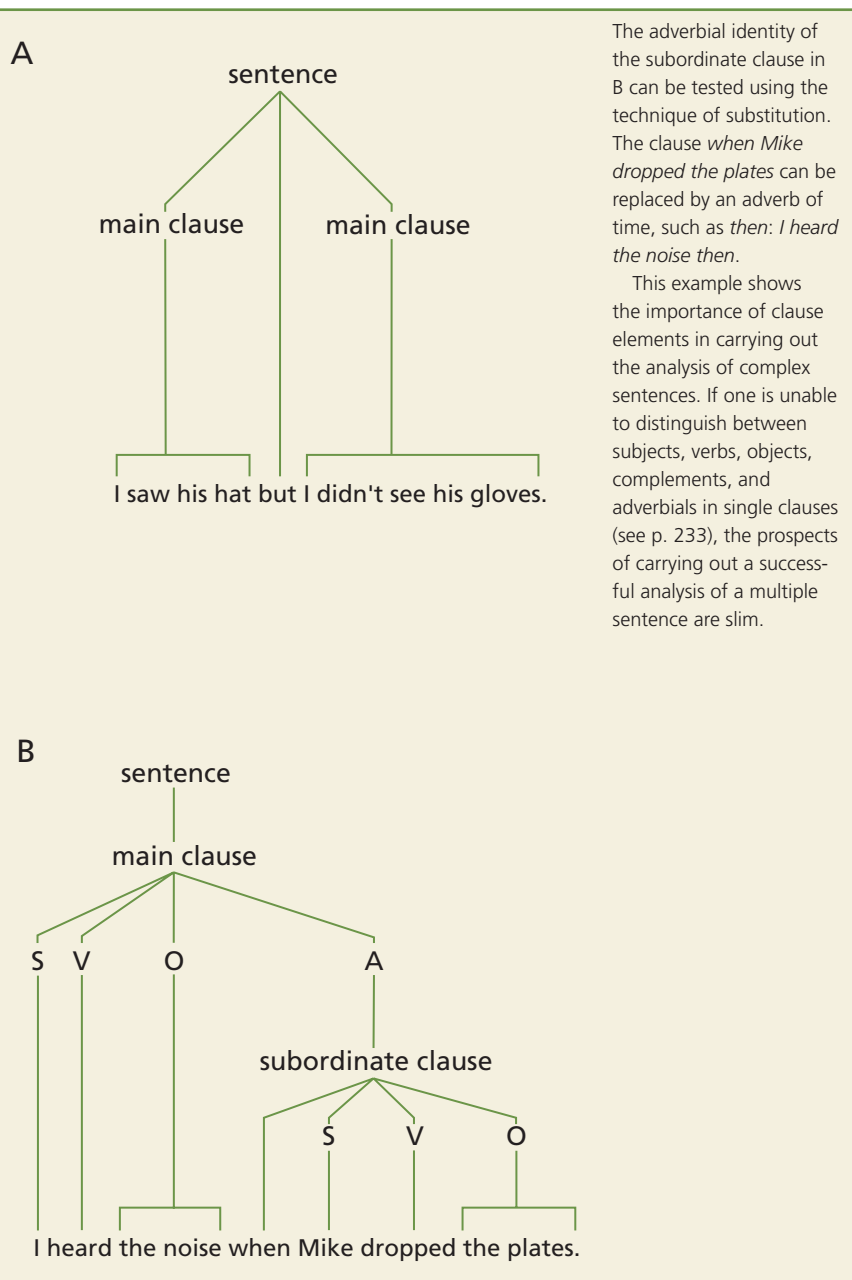 A
sentence
main clause main clause
I saw his hat but I didn't see his gloves.
The adverbial identity of
the subordinate clause in
B can be tested using the
technique of substitution.
The clause when Mike
dropped the plates can be
replaced by an adverb of
time, such as then: I heard
the noise then.
This example shows
the importance of clause
elements in carrying out
the analysis of complex
sentences. If one is unable
to distinguish between
subjects, verbs, objects,
complements, and
adverbials in single clauses
(see p. 233), the prospects
of carrying out a success-
ful analysis of a multiple
sentence are slim.
B
sentence
main clause
S V O A
subordinate clause
S V O
I heard the noise when Mike dropped the plates.